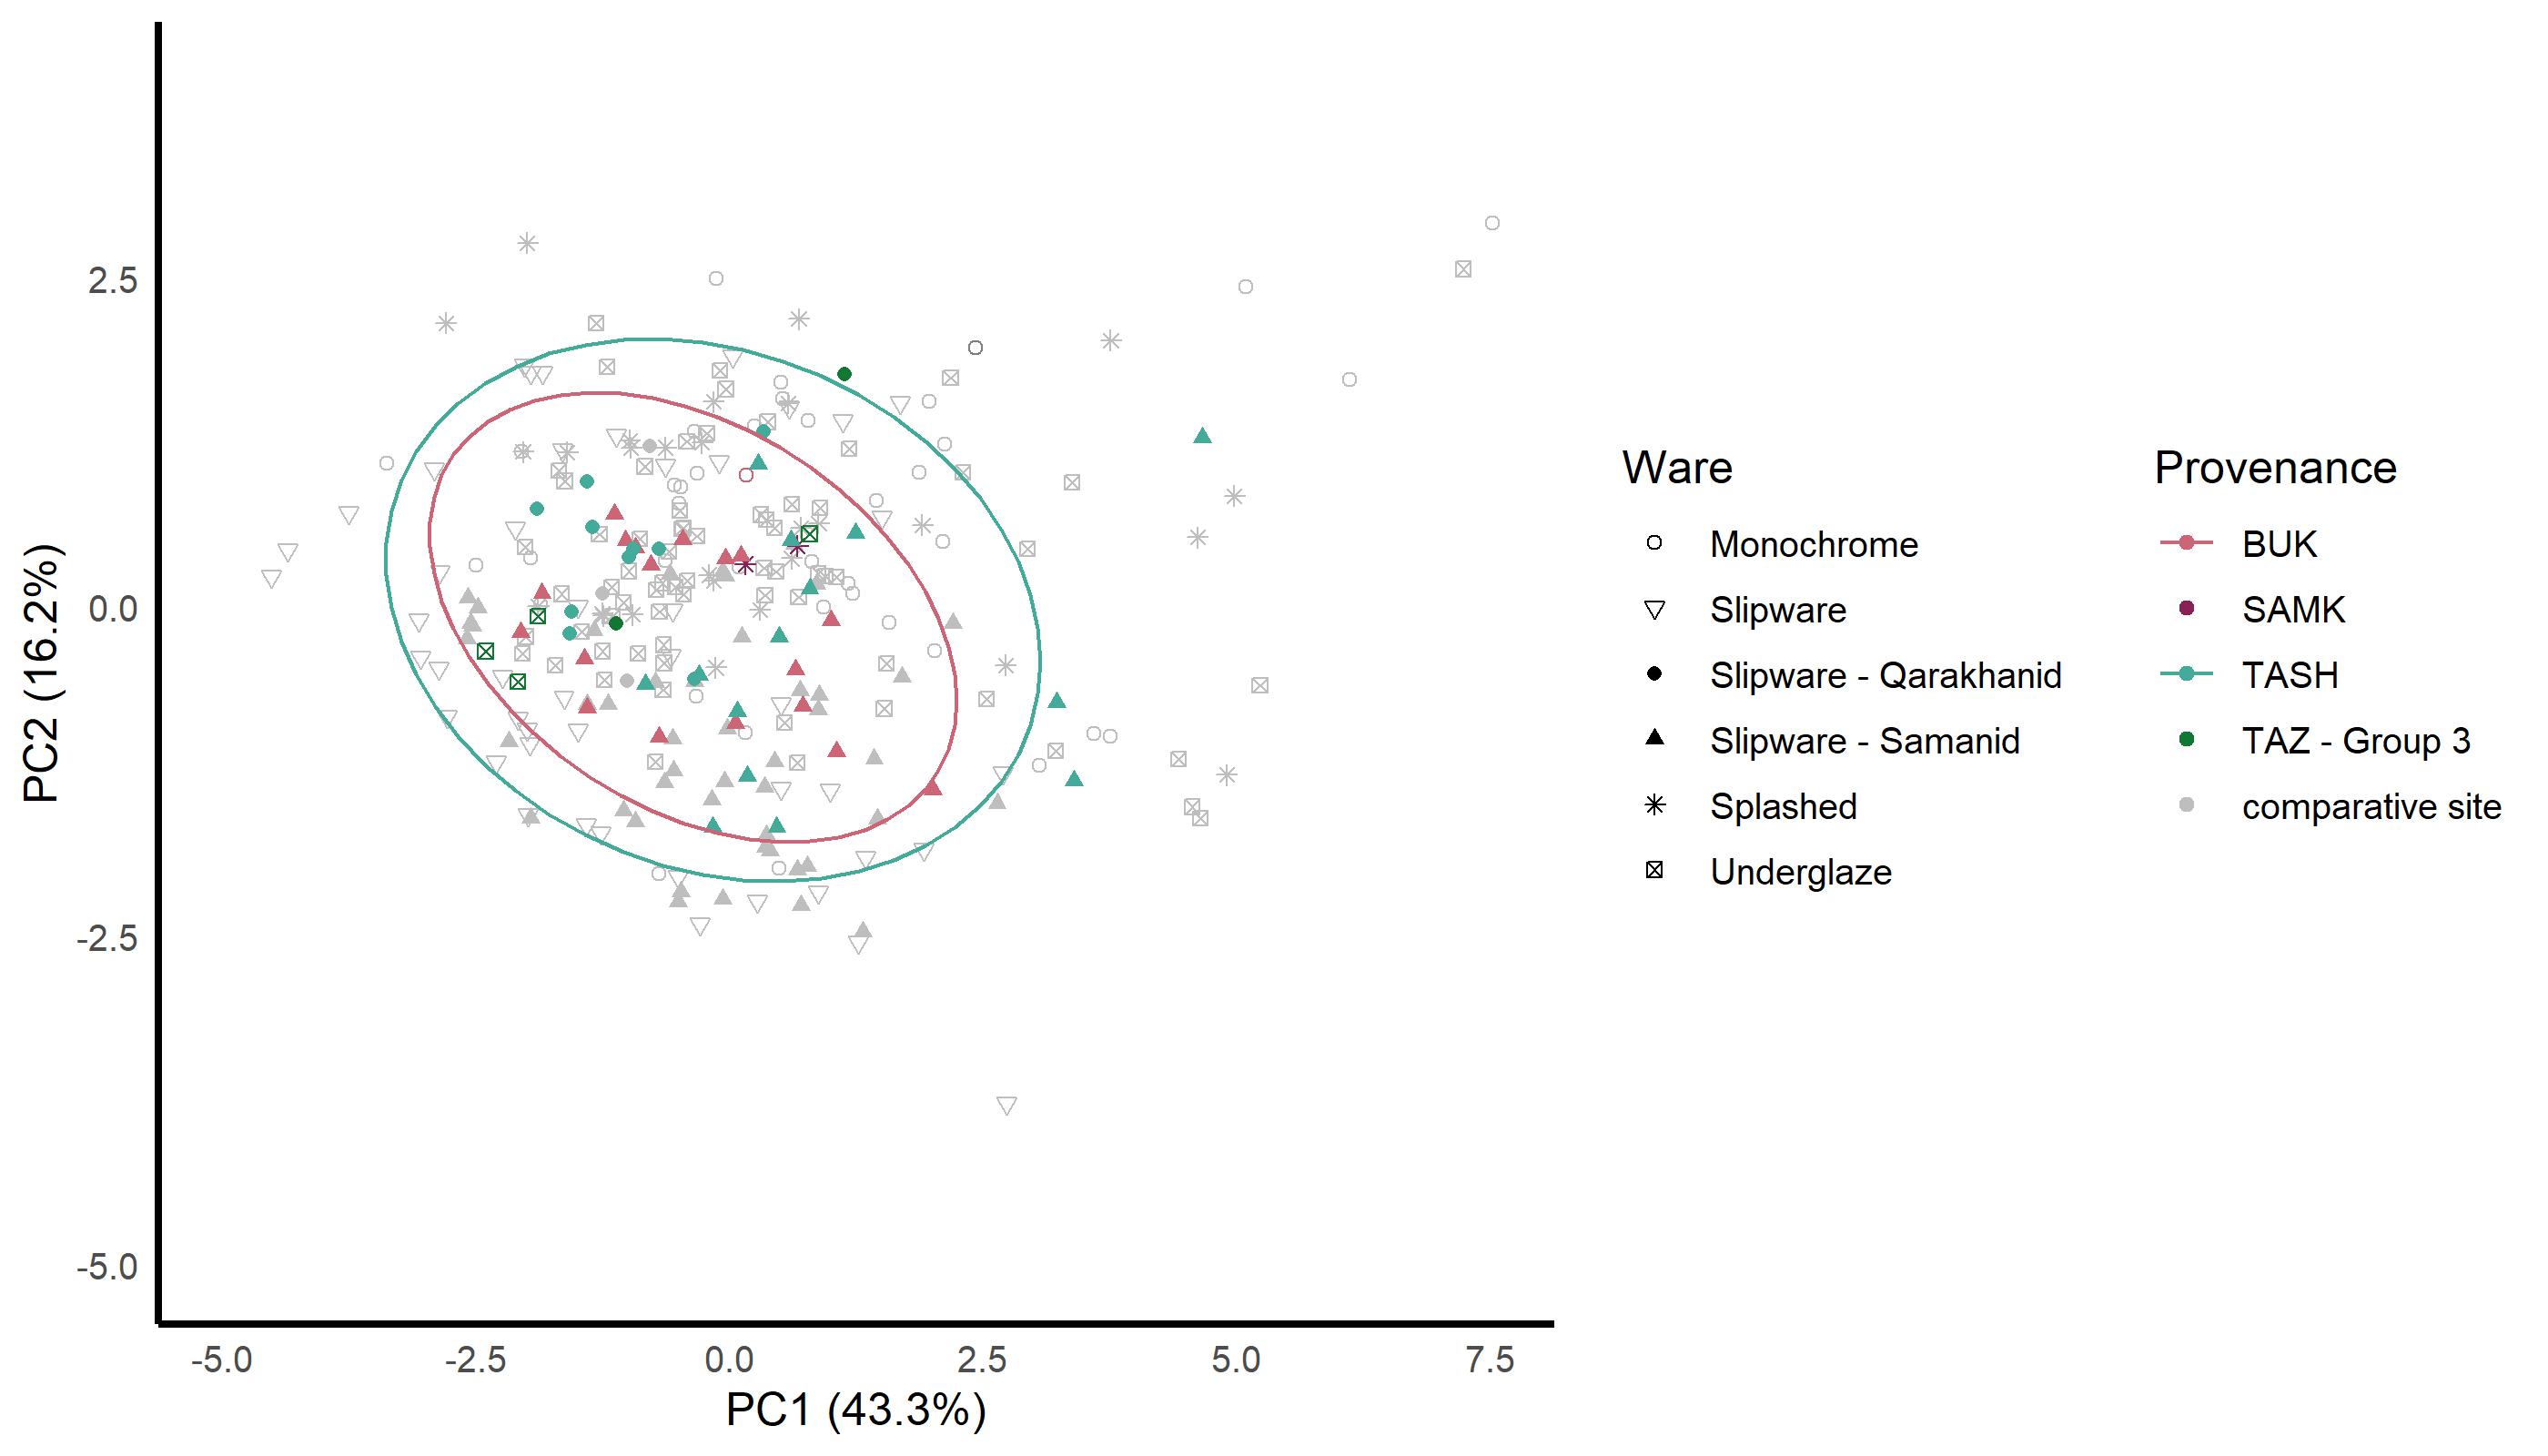 2.5
0.0
-2.5
-5.0
PC2 (16.2%)
-5.0 -2.5 0.0 2.5 5.0 7.5
PC1 (43.3%)
Ware
Monochrome
Slipware
Slipware - Qarakhanid
Slipware - Samanid
Splashed
Underglaze
Provenance
BUK
SAMK
TASH
TAZ - Group 3
comparative site